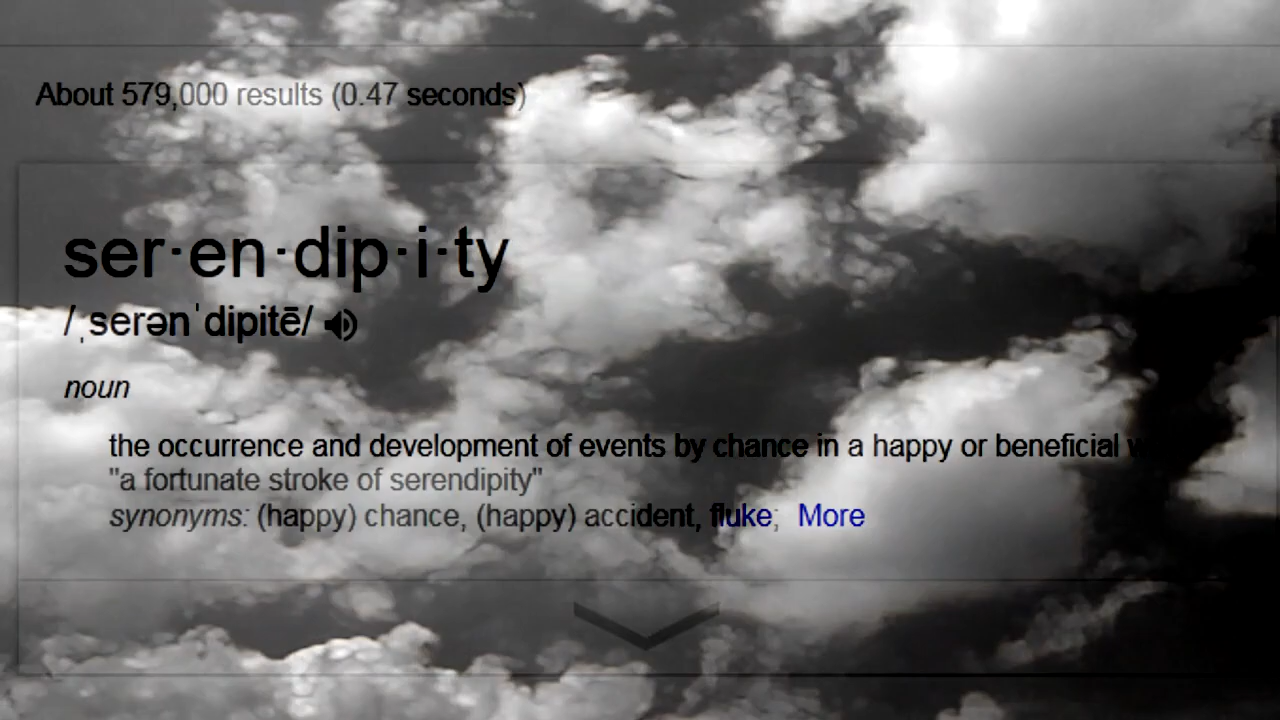 About 579,000 results (0.47 seconds)
ser·en·dip·i·ty
/ˌserənˈdipitē/
noun
the occurrence and development of events by chance in a happy or beneficial
"a fortunate stroke of serendipity"
synonyms: (happy) chance, (happy) accident, fluke; More